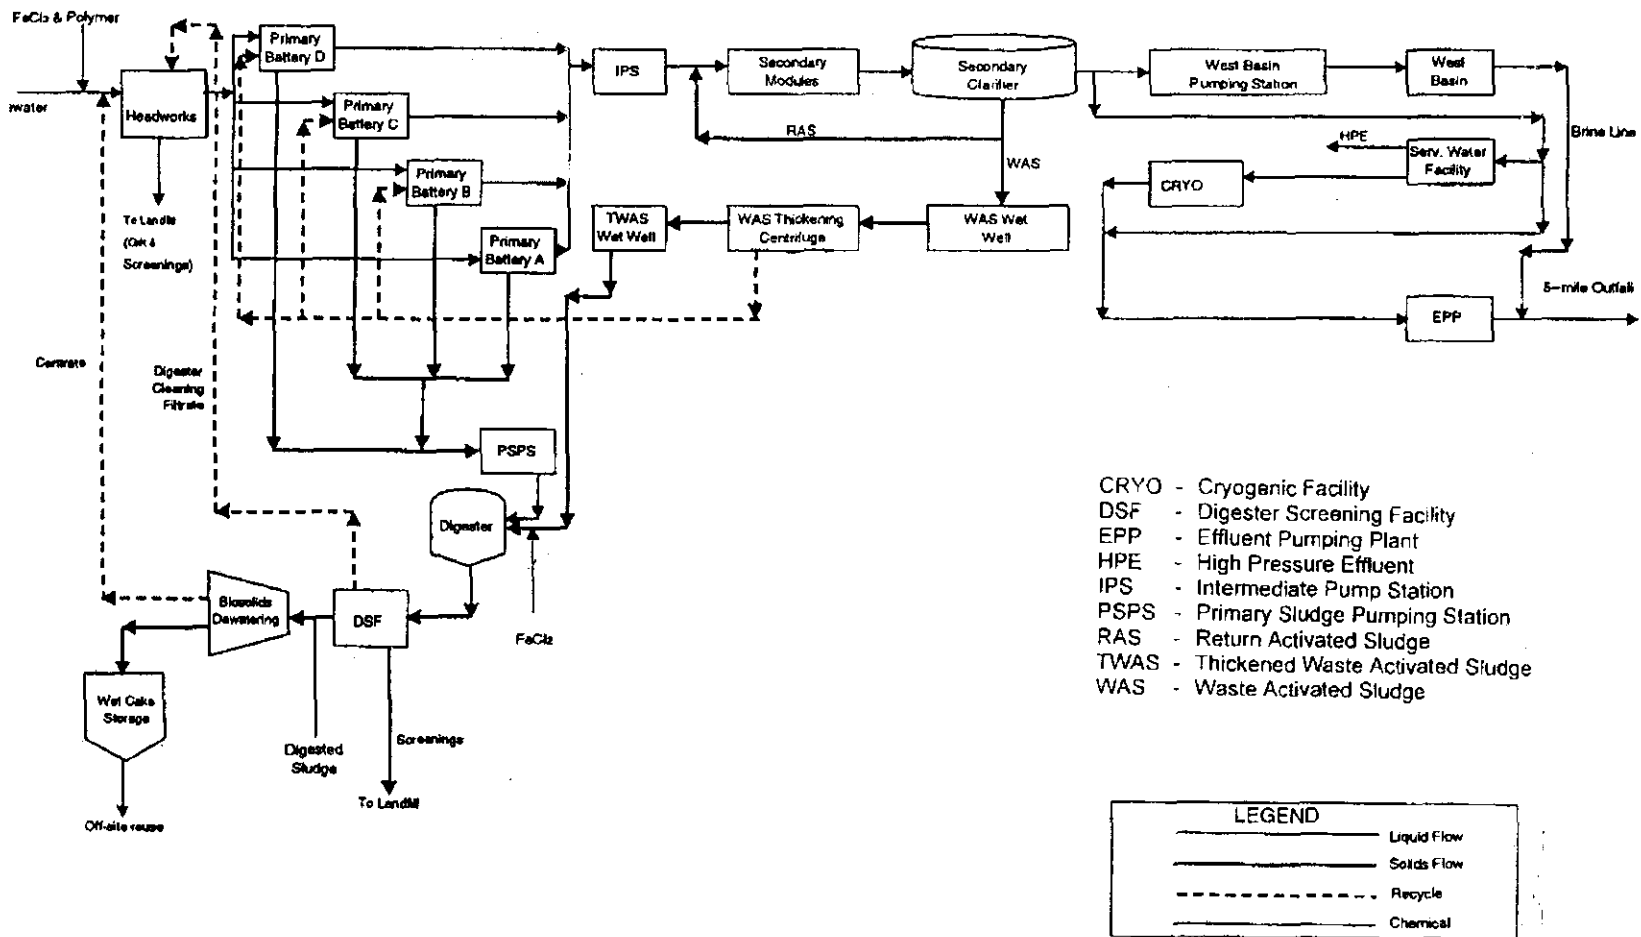 FeCl3 & Polymer
Headworks
To Landfill
(Grit &
Screenings)
Primary
Battery D
Primary
Battery C
Primary
Battery B
Primary
Battery A
IPS
Secondary
Modules
Secondary
Clarifier
West Basin
Pumping Station
West
Basin
Brine Line
RAS
WAS
HPE
Serv. Water
Facility
CRYO
TWAS
Wet Well
WAS Thickening
Centrifuge
WAS Wet
Well
5-mile Outfall
EPP
Centrate
Digester
Cleaning
Filtrate
PSPS
Digester
Biosolids
Dewatering
DSF
FeCl2
Wet Cake
Storage
Digested
Sludge
Screenings
To Landfill
Off-site reuse
CRYO - Cryogenic Facility
DSF - Digester Screening Facility
EPP - Effluent Pumping Plant
HPE - High Pressure Effluent
IPS - Intermediate Pump Station
PSPS - Primary Sludge Pumping Station
RAS - Return Activated Sludge
TWAS - Thickened Waste Activated Sludge
WAS - Waste Activated Sludge
LEGEND
Liquid Flow
Solids Flow
Recycle
Chemical